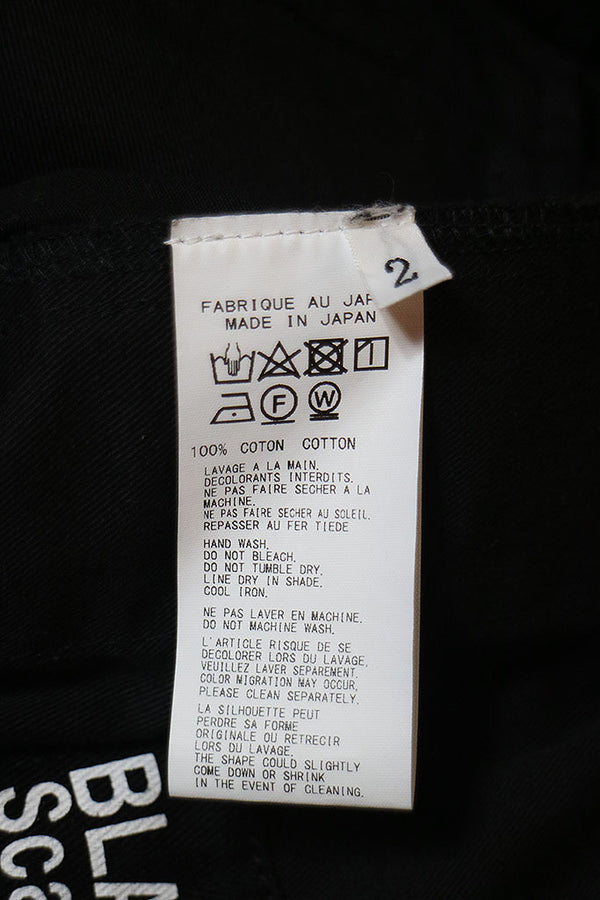 2
FABRIQUE AU JAP
MADE IN JAPAN
F W
100% COTON COTTON
LAVAGE A LA MAIN.
DECOLORANTS INTERDITS.
NE PAS FAIRE SECHER A LA
MACHINE.
NE PAS FAIRE SECHER AU SOLEIL.
REPASSER AU FER TIEDE
HAND WASH.
DO NOT BLEACH.
DO NOT TUMBLE DRY.
LINE DRY IN SHADE.
COOL IRON.
NE PAS LAVER EN MACHINE.
DO NOT MACHINE WASH.
L'ARTICLE RISQUE DE SE
DECOLORER LORS DU LAVAGE,
VEUILLEZ LAVER SEPAREMENT.
COLOR MIGRATION MAY OCCUR,
PLEASE CLEAN SEPARATELY.
LA SILHOUETTE PEUT
PERDRE SA FORME
ORIGINALE OU RETRECIR
LORS DU LAVAGE.
THE SHAPE COULD SLIGHTLY
COME DOWN OR SHRINK
IN THE EVENT OF CLEANING.
BLA
Sca